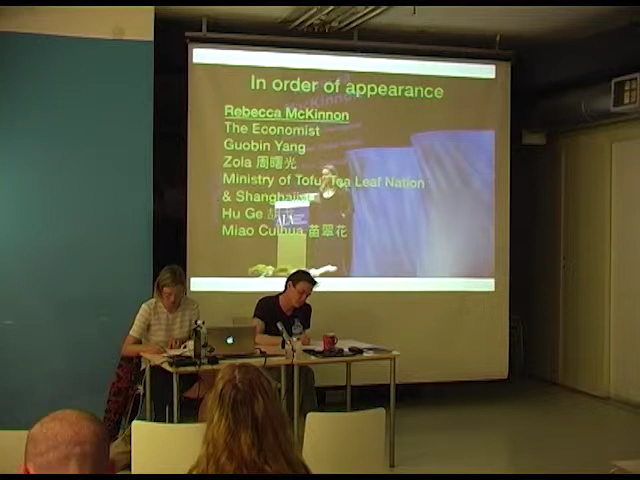 In order of appearance
Rebecca McKinnon
The Economist
Guobin Yang
Zola 周曙光
Ministry of Tofu, Tea Leaf Nation
& Shanghaiist
Hu Ge
Miao Cuihua 苗翠花